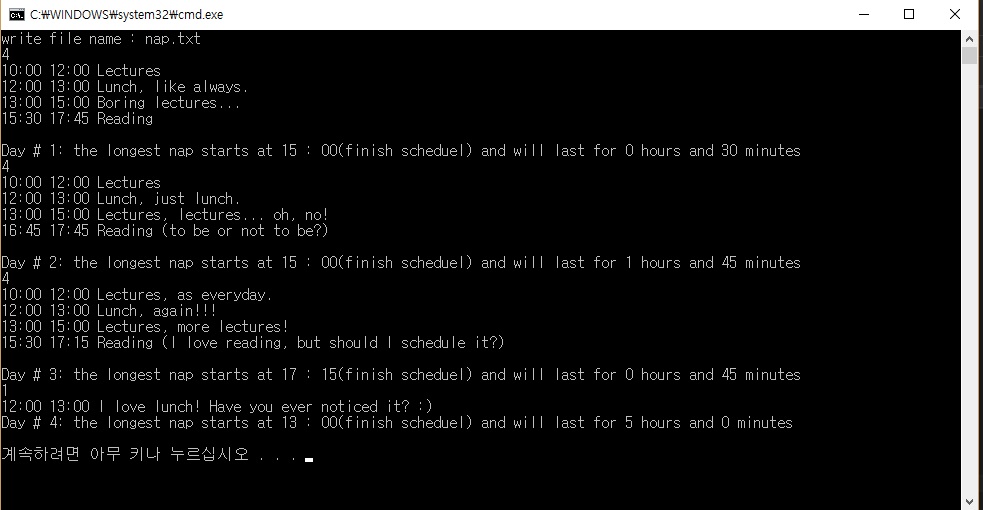 C:₩WINDOWS₩system32₩cmd.exe
write file name : nap.txt
4
10:00 12:00 Lectures
12:00 13:00 Lunch, like always.
13:00 15:00 Boring lectures...
15:30 17:45 Reading
Day # 1: the longest nap starts at 15 : 00(finish scheduel) and will last for 0 hours and 30 minutes
4
10:00 12:00 Lectures
12:00 13:00 Lunch, just lunch.
13:00 15:00 Lectures, lectures... oh, no!
16:45 17:45 Reading (to be or not to be?)
Day # 2: the longest nap starts at 15 : 00(finish scheduel) and will last for 1 hours and 45 minutes
4
10:00 12:00 Lectures, as everyday.
12:00 13:00 Lunch, again!!!
13:00 15:00 Lectures, more lectures!
15:30 17:15 Reading (I love reading, but should I schedule it?)
Day # 3: the longest nap starts at 17 : 15(finish scheduel) and will last for 0 hours and 45 minutes
1
12:00 13:00 I love lunch! Have you ever noticed it? :)
Day # 4: the longest nap starts at 13 : 00(finish scheduel) and will last for 5 hours and 0 minutes
계속하려면 아무 키나 누르십시오 . . .